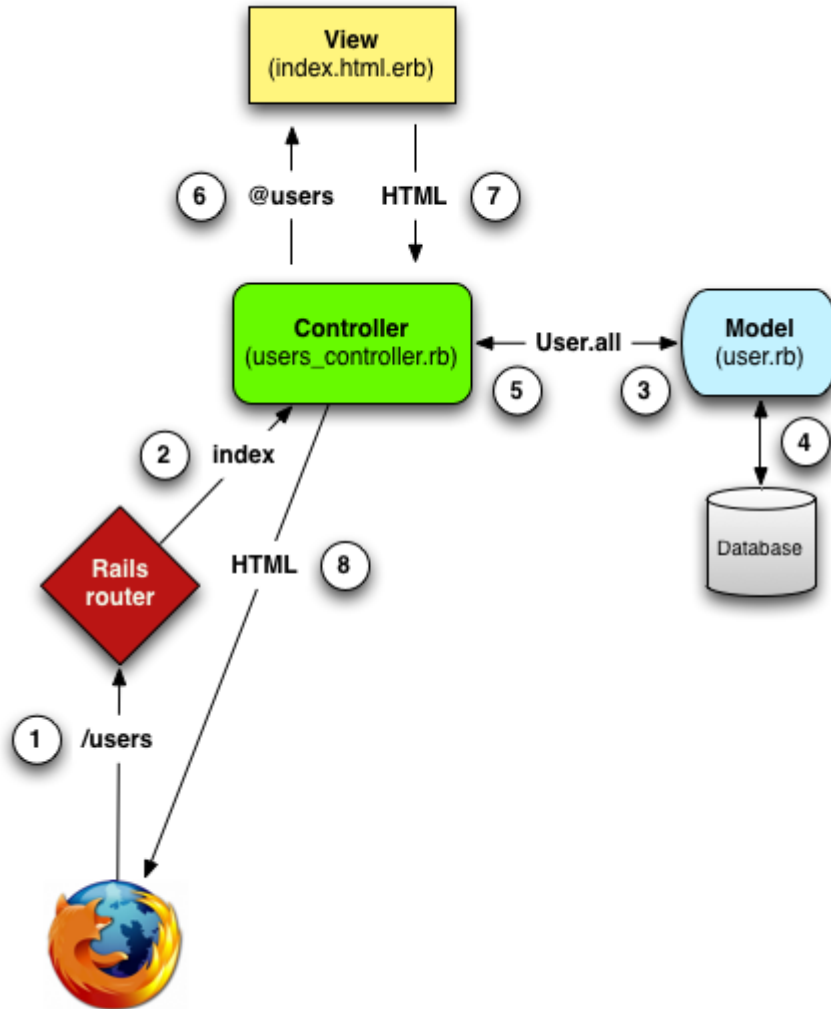 View
(index.html.erb)
6
@users
HTML
7
Controller
(users_controller.rb)
User.all
Model
(user.rb)
5
3
4
2
index
Database
Rails
router
HTML
8
1
/users